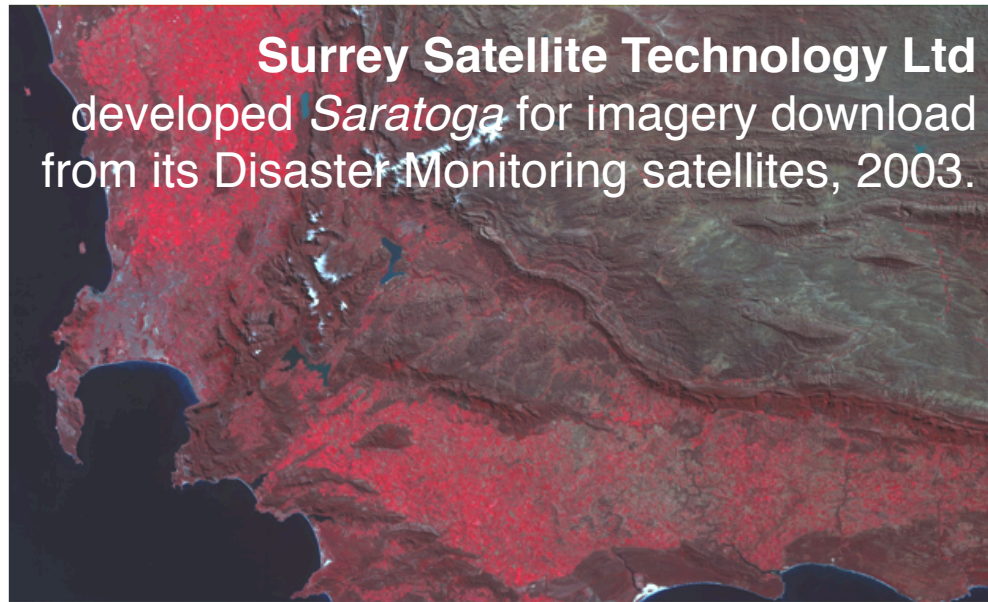 Surrey Satellite Technology Ltd
developed Saratoga for imagery download
from its Disaster Monitoring satellites, 2003.